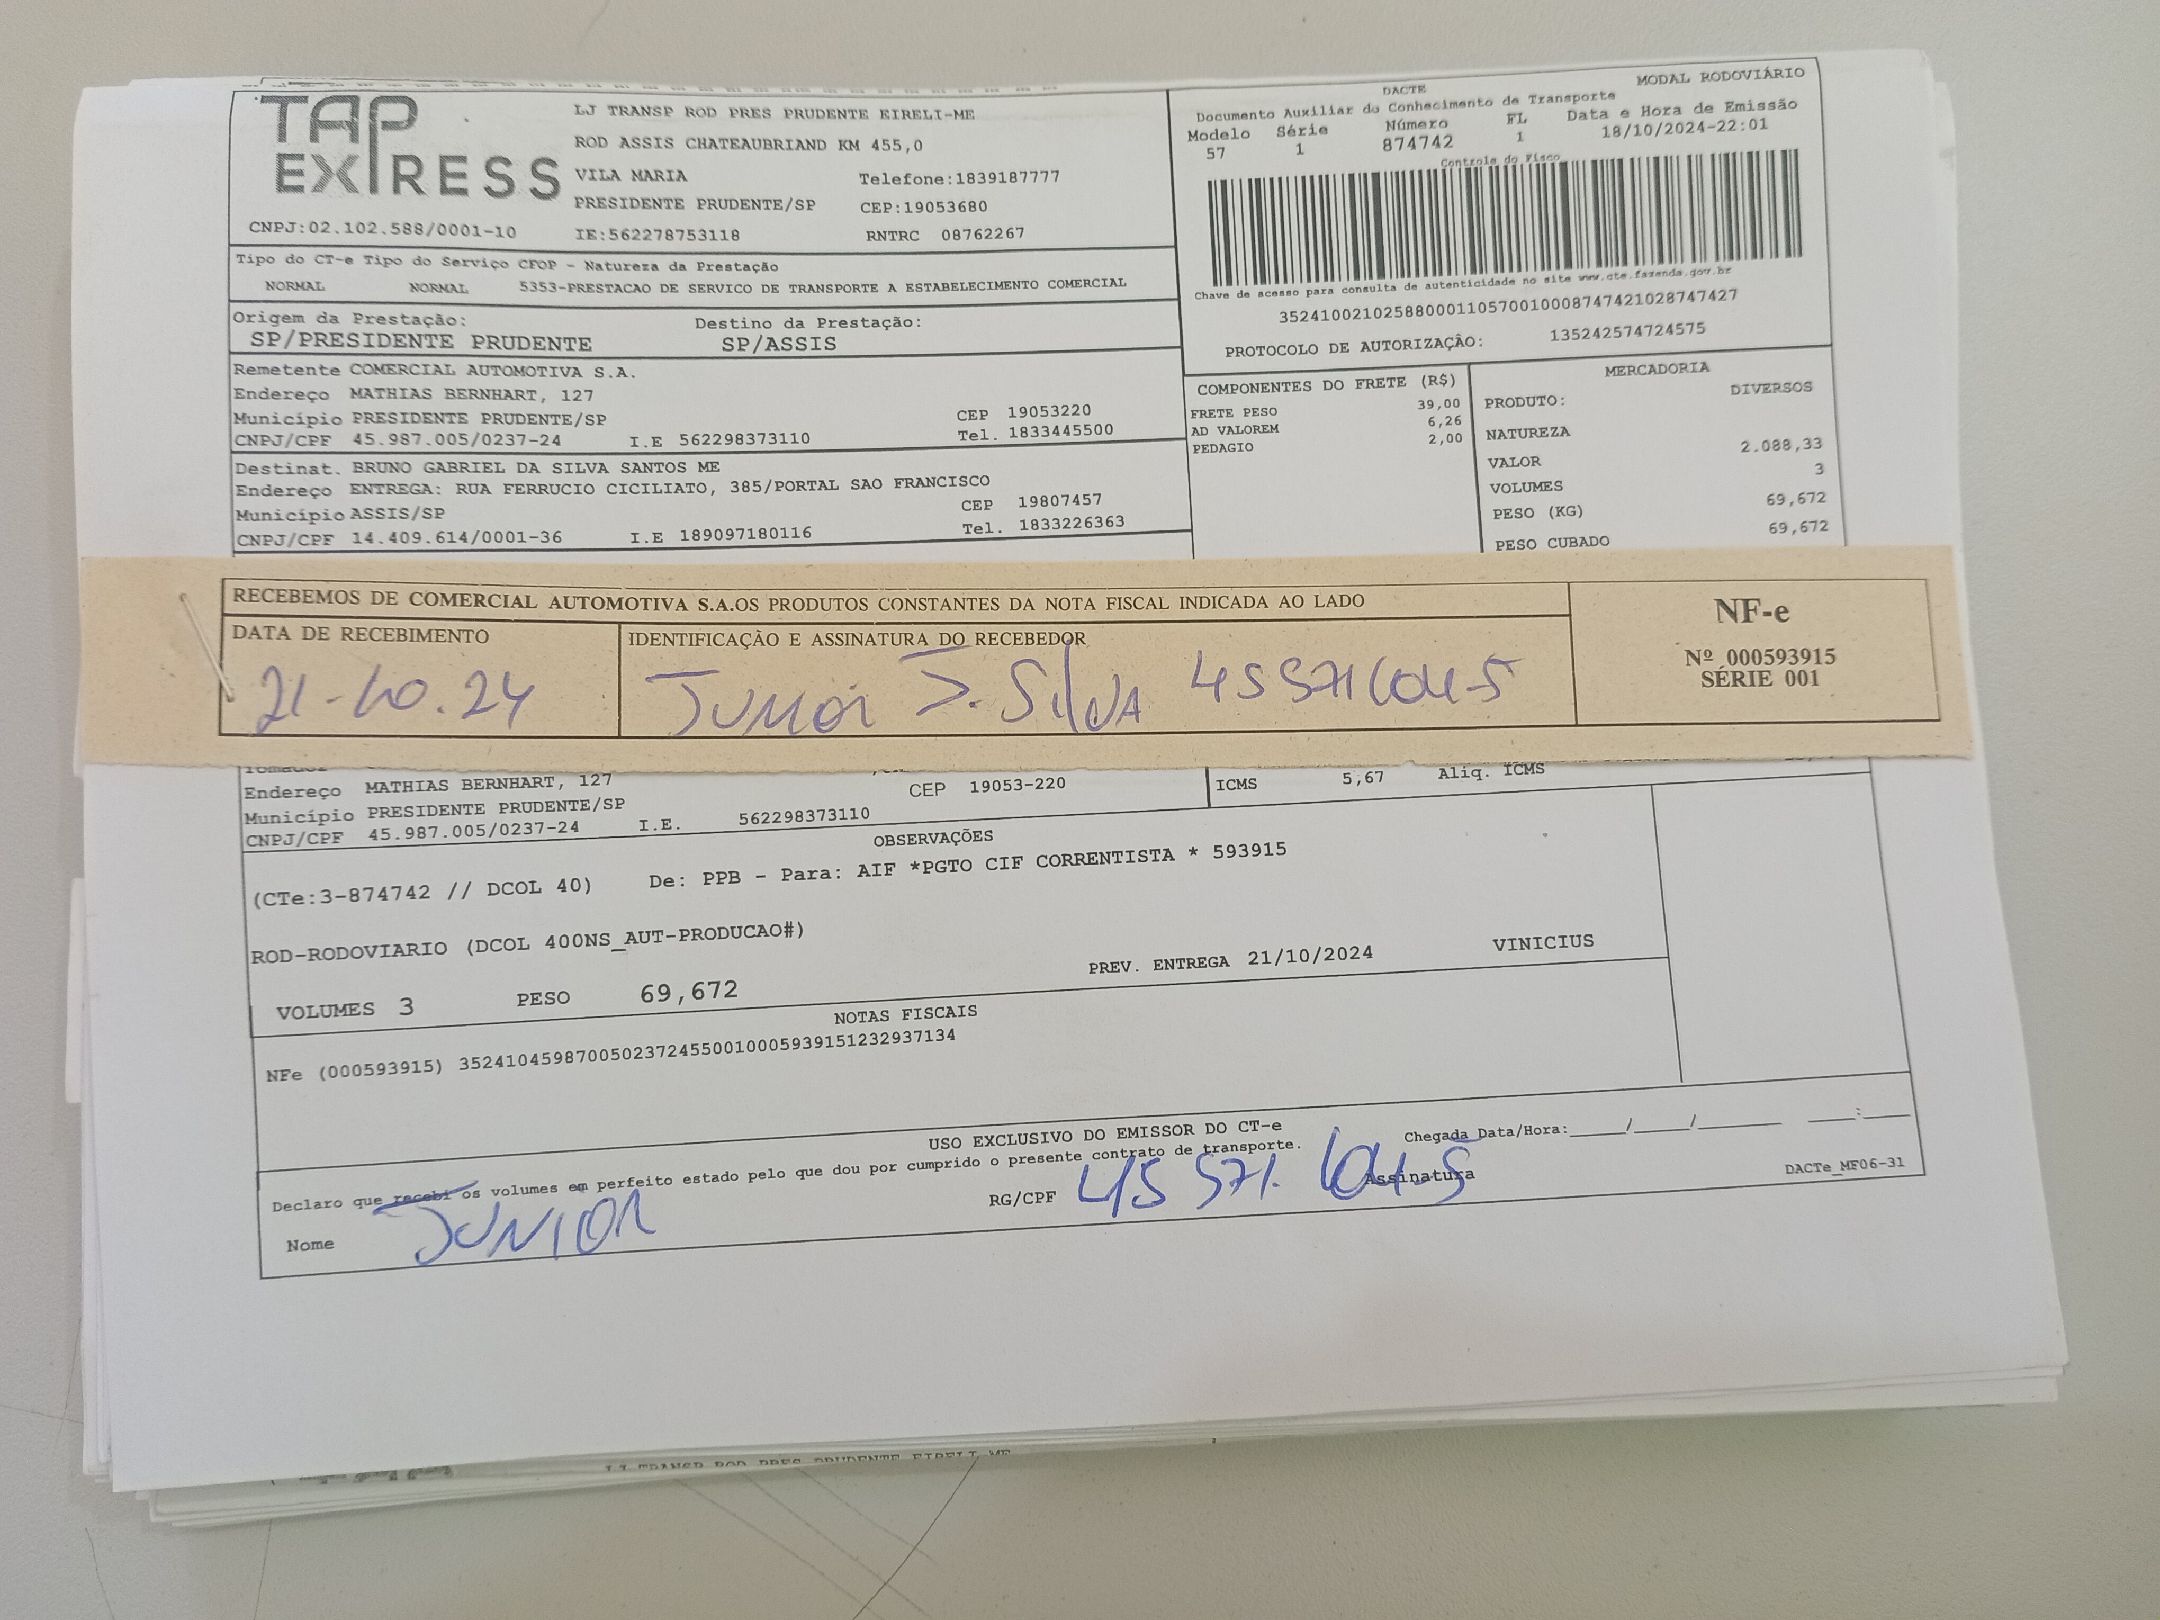 TAP EXPRESS
LJ TRANSP ROD PRES PRUDENTE EIRELI-ME
ROD ASSIS CHATEAUBRIAND KM 455,0
VILA MARIA Telefone:1839187777
PRESIDENTE PRUDENTE/SP CEP:19053680
CNPJ:02.102.588/0001-10 IE:562278753118 RNTRC 08762267
DACTE MODAL RODOVIÁRIO
Documento Auxiliar do Conhecimento de Transporte
Modelo Série Número FL Data e Hora de Emissão
57 1 874742 1 18/10/2024-22:01
Controle do Fisco
Chave de acesso para consulta de autenticidade no site www.cte.fazenda.gov.br
35241002102588000110570010008747421028747427
PROTOCOLO DE AUTORIZAÇÃO: 135242574724575
Tipo do CT-e Tipo do Serviço CFOP - Natureza da Prestação
NORMAL NORMAL 5353-PRESTACAO DE SERVICO DE TRANSPORTE A ESTABELECIMENTO COMERCIAL
Origem da Prestação: Destino da Prestação:
SP/PRESIDENTE PRUDENTE SP/ASSIS
Remetente COMERCIAL AUTOMOTIVA S.A.
Endereço MATHIAS BERNHART, 127
Município PRESIDENTE PRUDENTE/SP CEP 19053220
CNPJ/CPF 45.987.005/0237-24 I.E 562298373110 Tel. 1833445500
Destinat. BRUNO GABRIEL DA SILVA SANTOS ME
Endereço ENTREGA: RUA FERRUCIO CICILIATO, 385/PORTAL SAO FRANCISCO
Município ASSIS/SP CEP 19807457
CNPJ/CPF 14.409.614/0001-36 I.E 189097180116 Tel. 1833226363
COMPONENTES DO FRETE (R$)
FRETE PESO 39,00
AD VALOREM 6,26
PEDAGIO 2,00
MERCADORIA
PRODUTO: DIVERSOS
NATUREZA
VALOR 2.088,33
VOLUMES 3
PESO (KG) 69,672
PESO CUBADO 69,672
RECEBEMOS DE COMERCIAL AUTOMOTIVA S.A.OS PRODUTOS CONSTANTES DA NOTA FISCAL INDICADA AO LADO
DATA DE RECEBIMENTO IDENTIFICAÇÃO E ASSINATURA DO RECEBEDOR
21-10.24 JUNIOR J. SILVA 45 571 604-5
NF-e
Nº 000593915
SÉRIE 001
Tomador
Endereço MATHIAS BERNHART, 127
Município PRESIDENTE PRUDENTE/SP CEP 19053-220
CNPJ/CPF 45.987.005/0237-24 I.E. 562298373110
ICMS 5,67 Aliq. ICMS
OBSERVAÇÕES
(CTe:3-874742 // DCOL 40) De: PPB - Para: AIF *PGTO CIF CORRENTISTA * 593915
ROD-RODOVIARIO (DCOL 400NS_AUT-PRODUCAO#)
PREV. ENTREGA 21/10/2024 VINICIUS
VOLUMES 3 PESO 69,672
NOTAS FISCAIS
NFe (000593915) 35241045987005023724550010005939151232937134
USO EXCLUSIVO DO EMISSOR DO CT-e
Declaro que recebi os volumes em perfeito estado pelo que dou por cumprido o presente contrato de transporte.
Chegada Data/Hora:____/____/______ ____:____
Nome JUNIOR RG/CPF 45 571. 604-5 Assinatura
DACTe_MF06-31
LJ TRANSP ROD PRES PRUDENTE EIRELI-ME